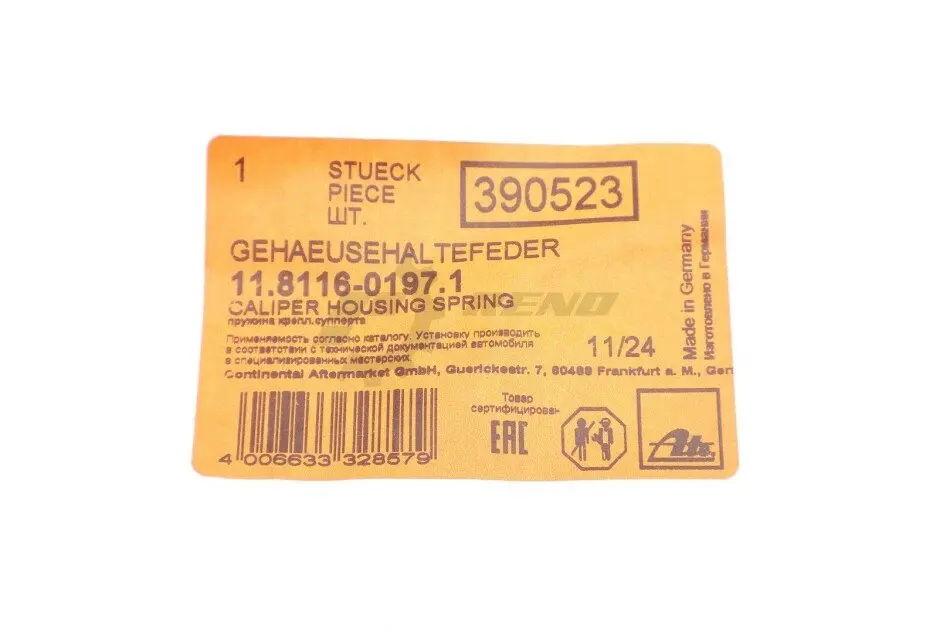 1
STUECK
PIECE
ШТ.
390523
GEHAEUSEHALTEFEDER
11.8116-0197.1
CALIPER HOUSING SPRING
пружина крепл.суппорта
Применяемость согласно каталогу. Установку производить
в соответствии с технической документацией автомобиля
в специализированных мастерских.
11/24
Continental Aftermarket GmbH, Guerickestr. 7, 60488 Frankfurt a. M., Ger
Made in Germany
Изготовлено в Германии
Товар
сертифицирован
EAC
Ate
4 006633 328579